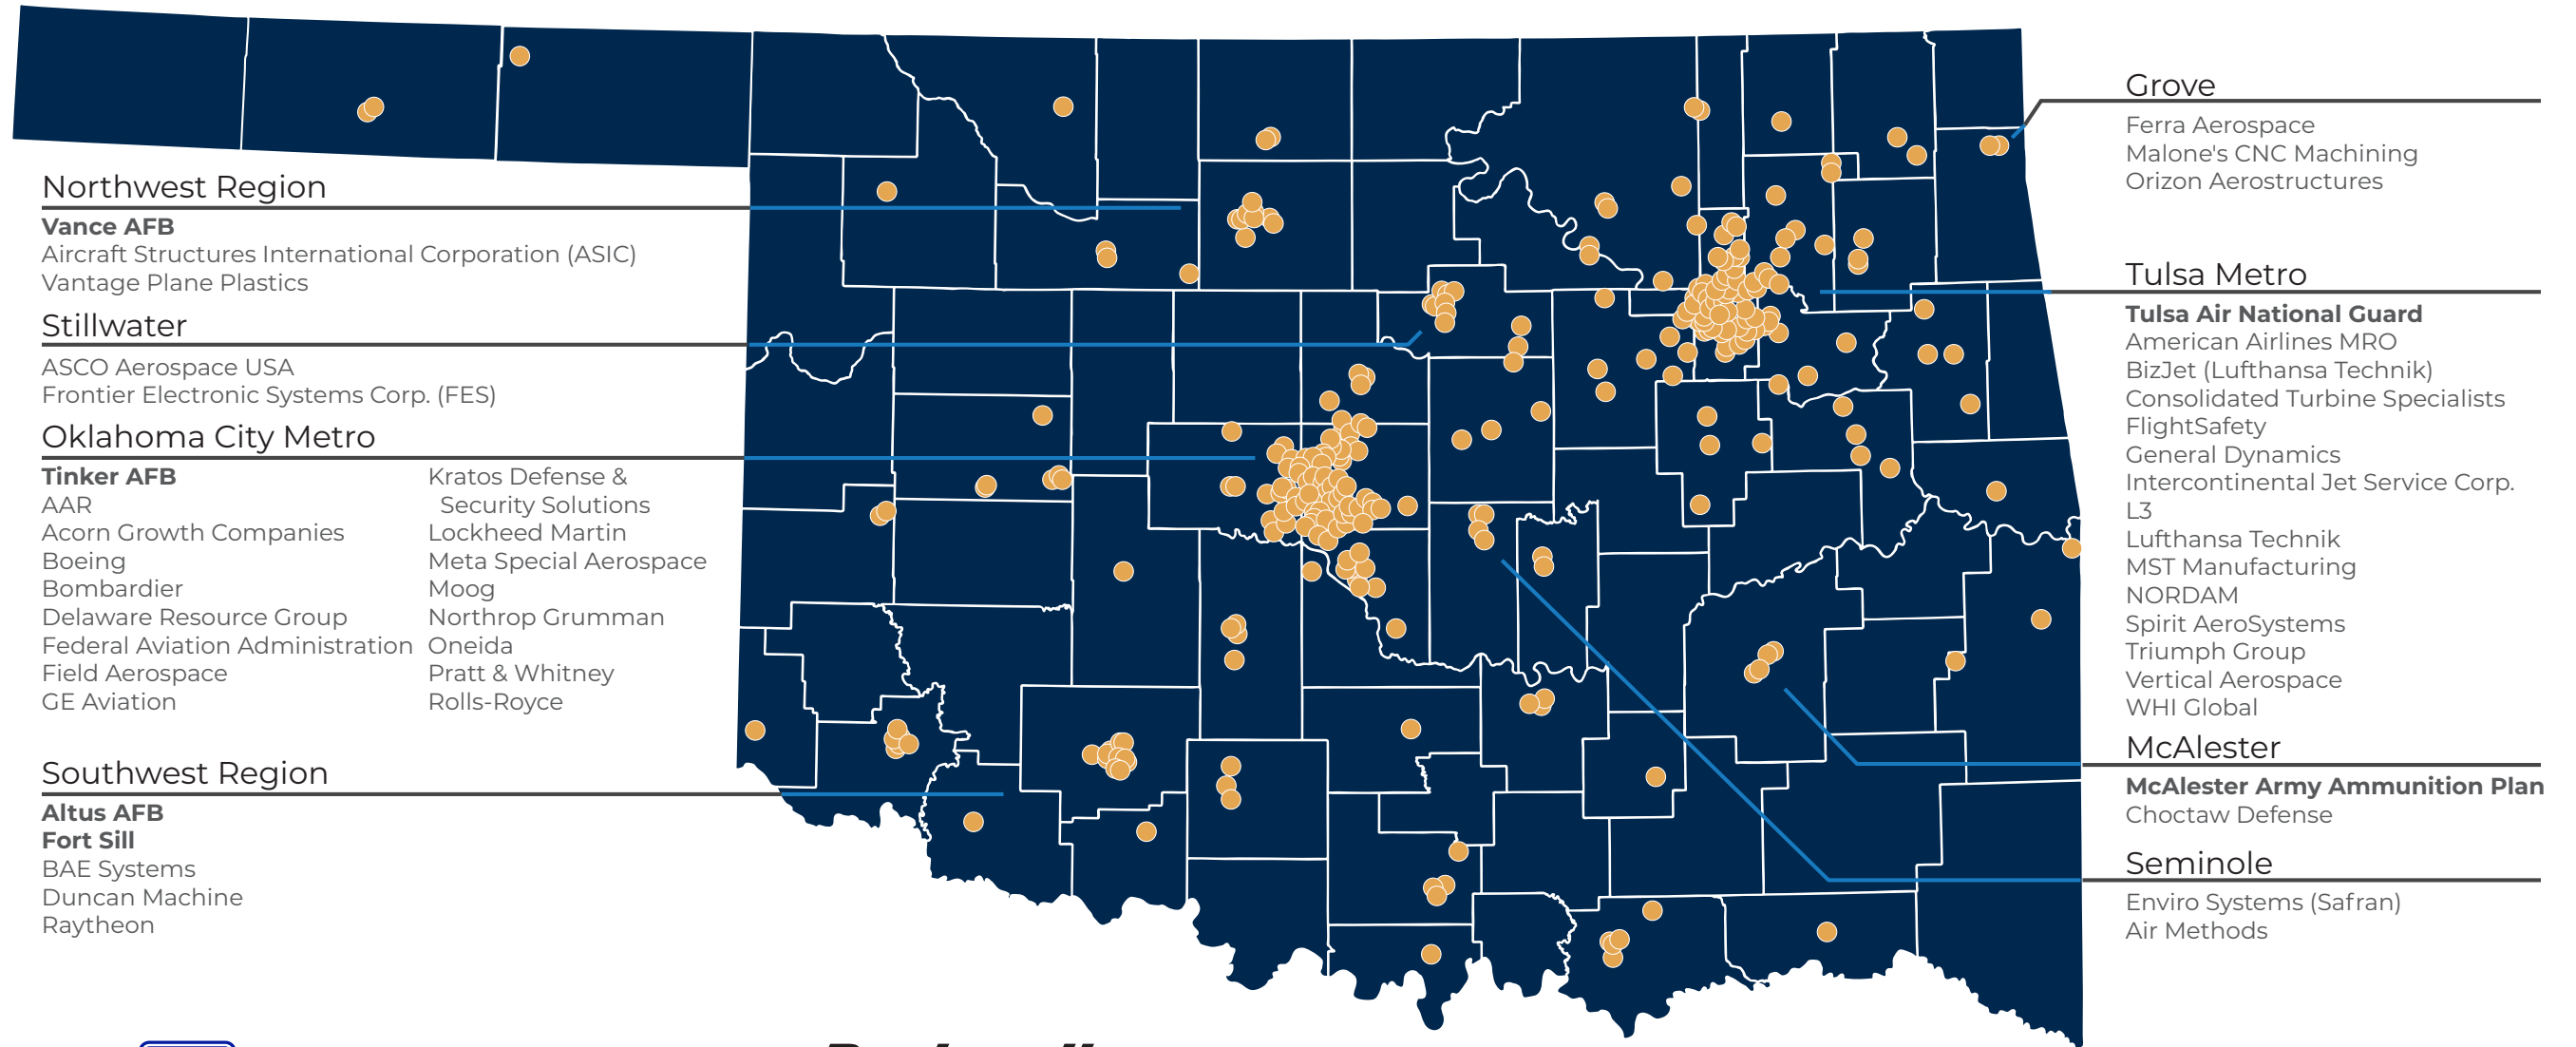 Northwest Region
Vance AFB
Aircraft Structures International Corporation (ASIC)
Vantage Plane Plastics
Stillwater
ASCO Aerospace USA
Frontier Electronic Systems Corp. (FES)
Oklahoma City Metro
Tinker AFB
AAR
Acorn Growth Companies
Boeing
Bombardier
Delaware Resource Group
Federal Aviation Administration
Field Aerospace
GE Aviation
Kratos Defense &
Security Solutions
Lockheed Martin
Meta Special Aerospace
Moog
Northrop Grumman
Oneida
Pratt & Whitney
Rolls-Royce
Southwest Region
Altus AFB
Fort Sill
BAE Systems
Duncan Machine
Raytheon
Grove
Ferra Aerospace
Malone's CNC Machining
Orizon Aerostructures
Tulsa Metro
Tulsa Air National Guard
American Airlines MRO
BizJet (Lufthansa Technik)
Consolidated Turbine Specialists
FlightSafety
General Dynamics
Intercontinental Jet Service Corp.
L3
Lufthansa Technik
MST Manufacturing
NORDAM
Spirit AeroSystems
Triumph Group
Vertical Aerospace
WHI Global
McAlester
McAlester Army Ammunition Plan
Choctaw Defense
Seminole
Enviro Systems (Safran)
Air Methods